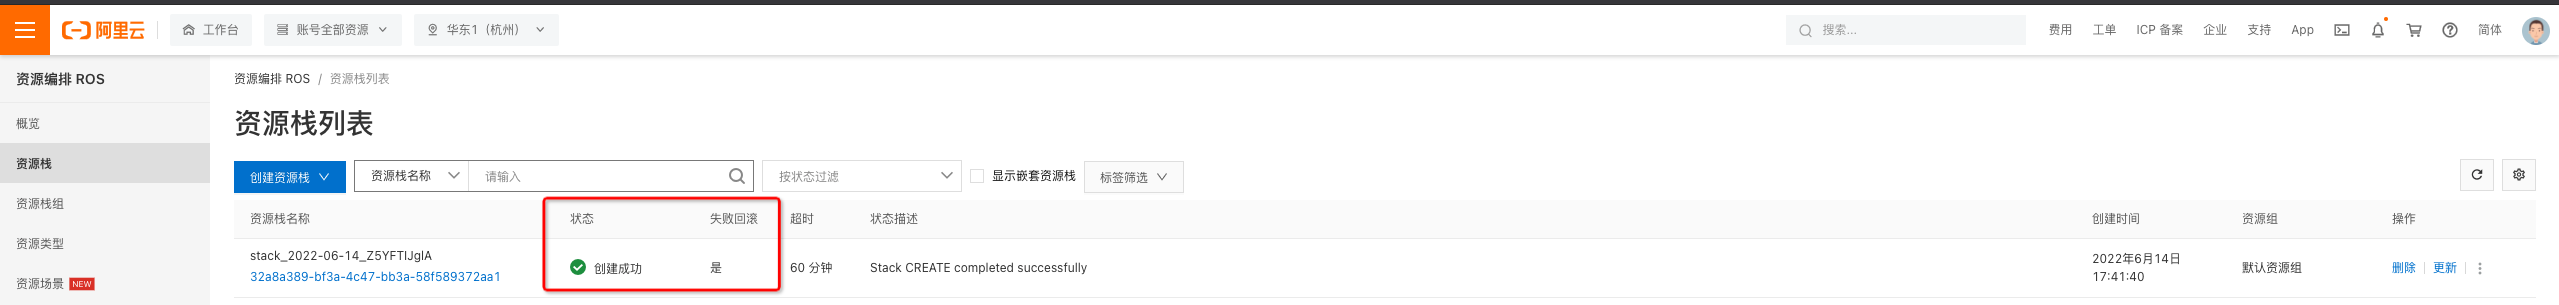 阿里云 工作台 账号全部资源 华东1（杭州） 搜索... 费用 工单 ICP 备案 企业 支持 App 简体
资源编排 ROS
概览
资源栈
资源栈组
资源类型
资源场景 NEW
资源编排 ROS / 资源栈列表
资源栈列表
创建资源栈 资源栈名称 请输入 按状态过滤 显示嵌套资源栈 标签筛选
资源栈名称 状态 失败回滚 超时 状态描述 创建时间 资源组 操作
stack_2022-06-14_Z5YFTIJglA
32a8a389-bf3a-4c47-bb3a-58f589372aa1
创建成功 是 60 分钟 Stack CREATE completed successfully
2022年6月14日
17:41:40
默认资源组 删除 更新